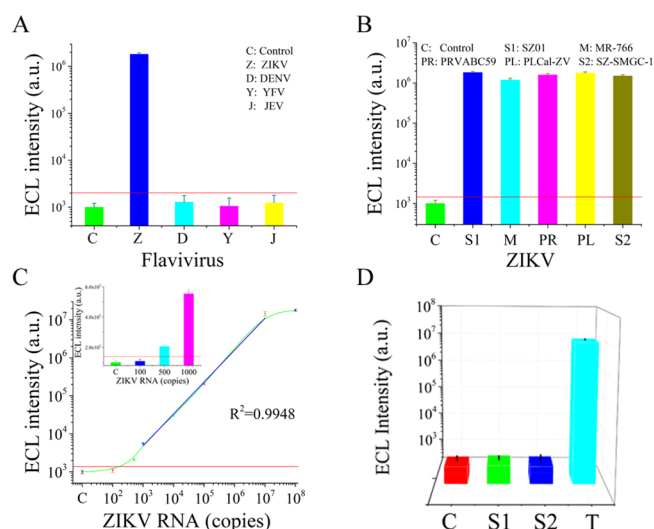 A
ECL intensity (a.u.)
10^6
10^5
10^4
10^3
C: Control
Z: ZIKV
D: DENV
Y: YFV
J: JEV
C Z D Y J
Flavivirus
B
ECL intensity (a.u.)
10^7
10^6
10^5
10^4
10^3
C: Control S1: SZ01 M: MR-766
PR: PRVABC59 PL: PLCal-ZV S2: SZ-SMGC-1
C S1 M PR PL S2
ZIKV
C
ECL Intensity (a.u.)
10^7
10^6
10^5
10^4
10^3
ECL intensity (a.u.)
C 100 500 1000
ZIKV RNA (copies)
R²=0.9948
C 10^2 10^3 10^4 10^5 10^6 10^7 10^8
ZIKV RNA (copies)
D
ECL Intensity (a.u.)
10^8
10^7
10^6
10^5
10^4
10^3
C S1 S2 T